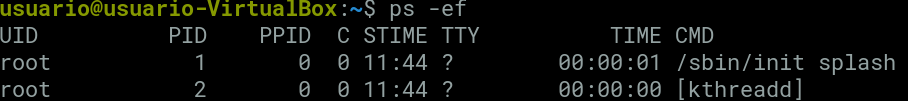 usuario@usuario-VirtualBox:~$ ps -ef
UID          PID    PPID  C STIME TTY          TIME CMD
root           1       0  0 11:44 ?        00:00:01 /sbin/init splash
root           2       0  0 11:44 ?        00:00:00 [kthreadd]